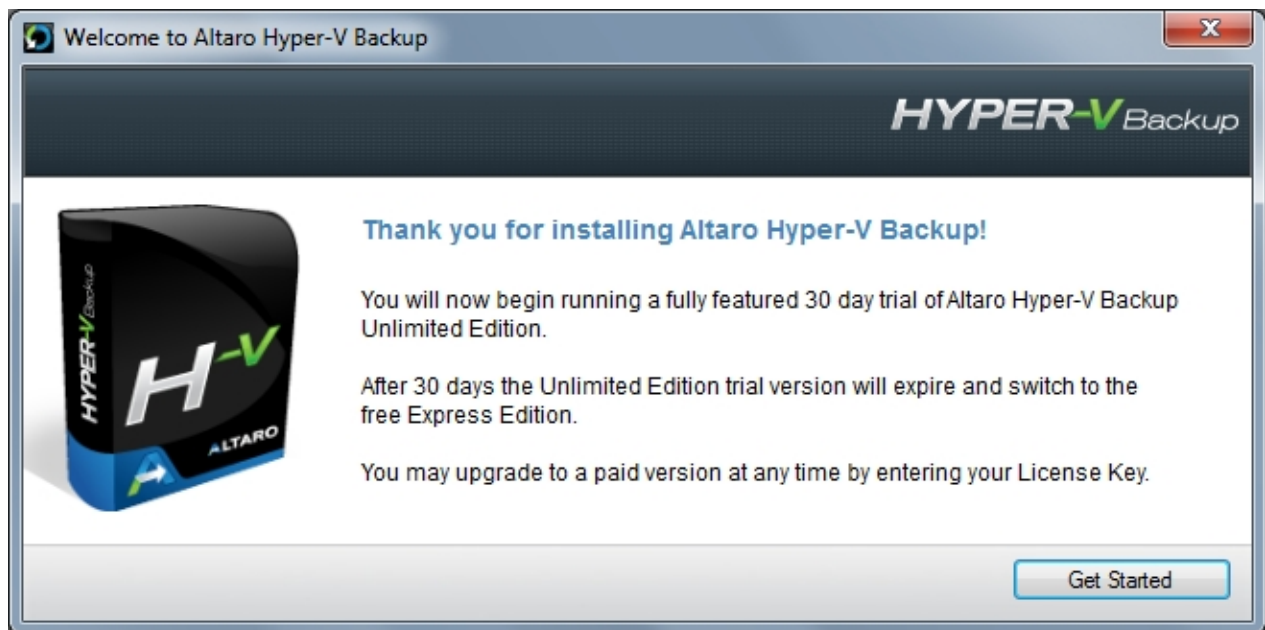 Welcome to Altaro Hyper-V Backup
HYPER-V Backup
HYPER-V Backup
H-V
ALTARO
Thank you for installing Altaro Hyper-V Backup!
You will now begin running a fully featured 30 day trial of Altaro Hyper-V Backup
Unlimited Edition.
After 30 days the Unlimited Edition trial version will expire and switch to the
free Express Edition.
You may upgrade to a paid version at any time by entering your License Key.
Get Started